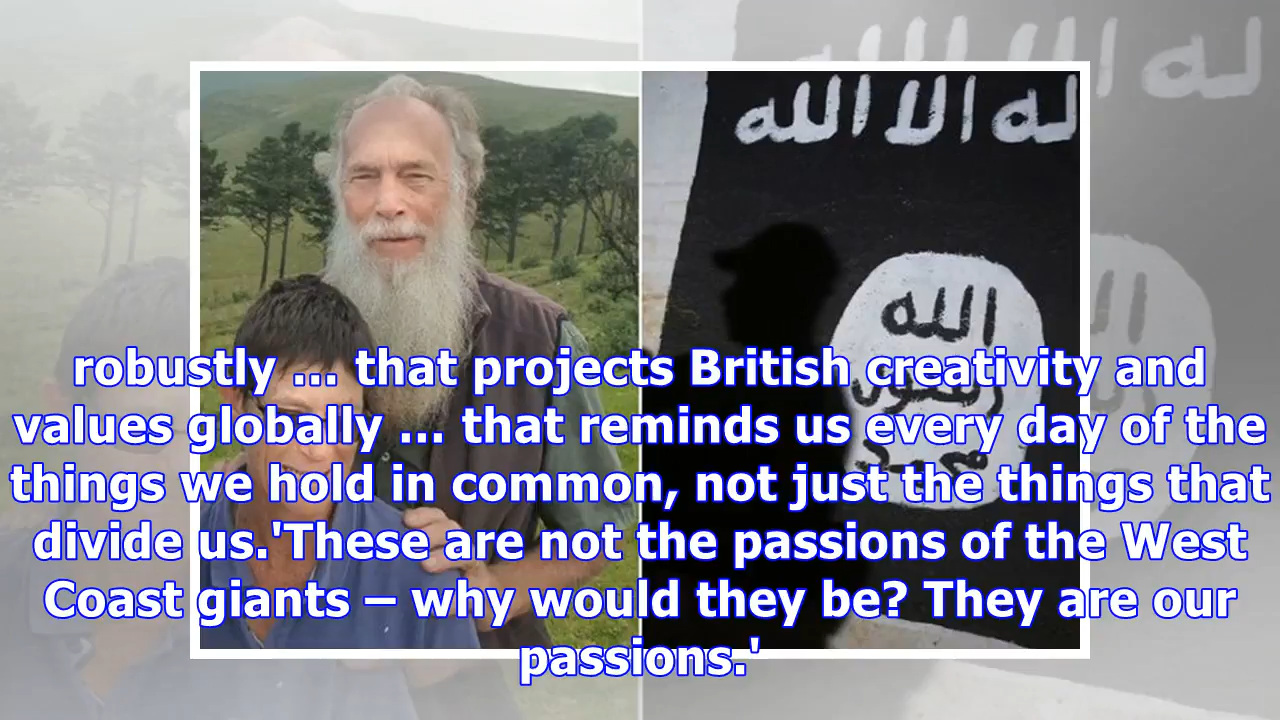 له الا الله
الله
رسول
محمد
robustly ... that projects British creativity and
values globally ... that reminds us every day of the
things we hold in common, not just the things that
divide us.'These are not the passions of the West
Coast giants – why would they be? They are our
passions.'